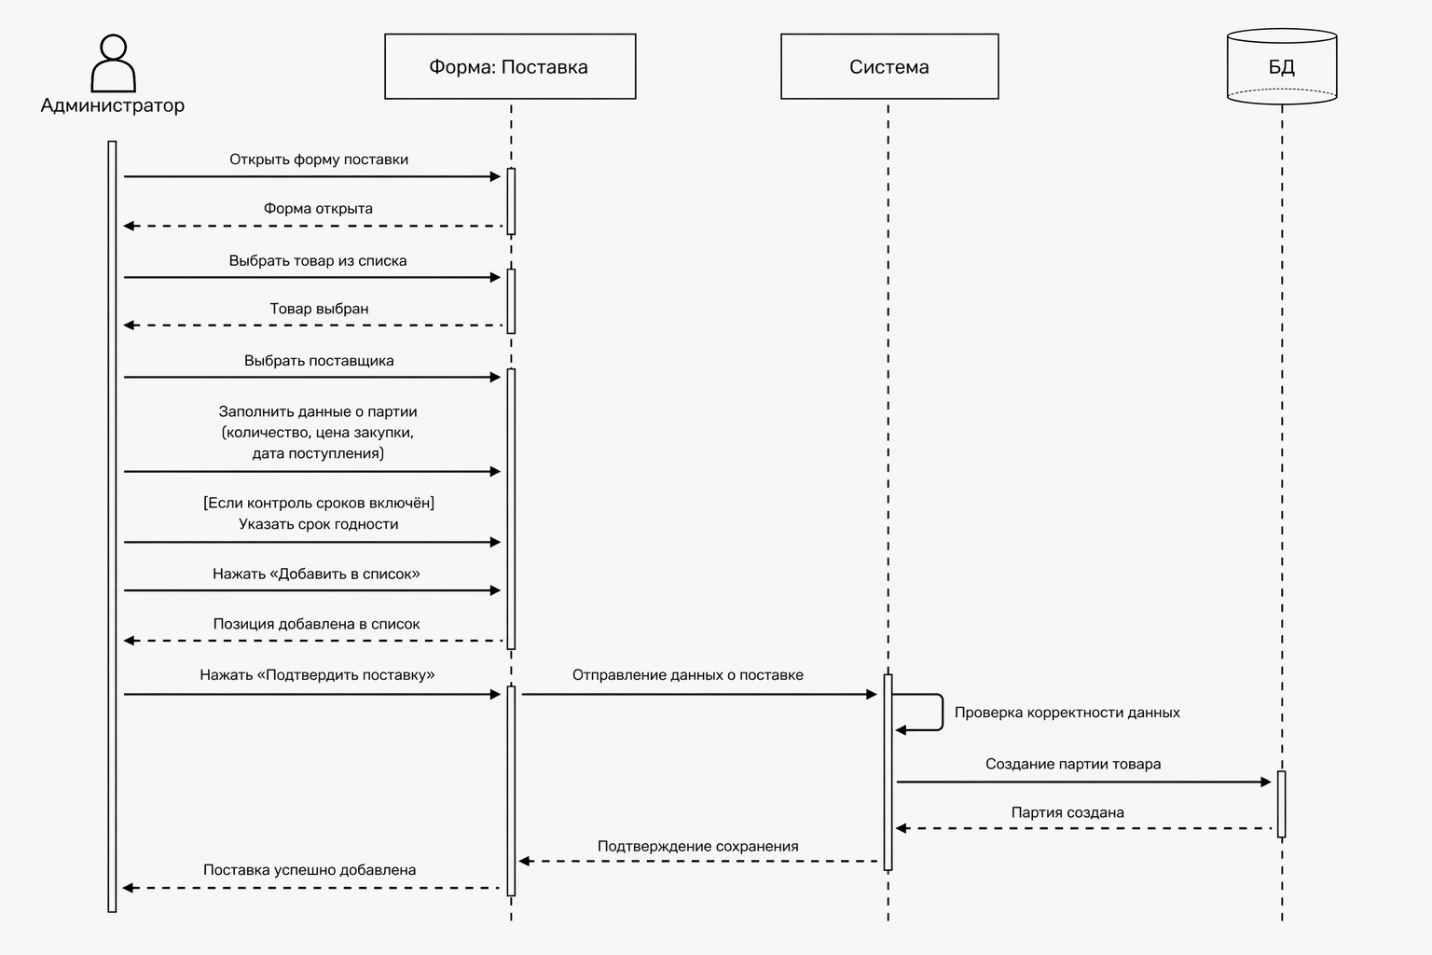 Администратор
Форма: Поставка
Система
БД
Открыть форму поставки
Форма открыта
Выбрать товар из списка
Товар выбран
Выбрать поставщика
Заполнить данные о партии
(количество, цена закупки,
дата поступления)
[Если контроль сроков включён]
Указать срок годности
Нажать «Добавить в список»
Позиция добавлена в список
Нажать «Подтвердить поставку»
Отправление данных о поставке
Проверка корректности данных
Создание партии товара
Партия создана
Подтверждение сохранения
Поставка успешно добавлена